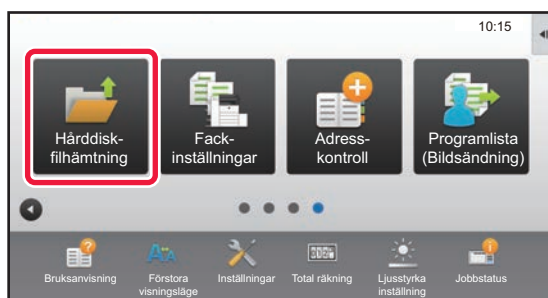 10:15
Hårddisk-
filhämtning
Fack-
inställningar
Adress-
kontroll
Programlista
(Bildsändning)
Bruksanvisning
Förstora
visningsläge
Inställningar
Total räkning
Ljusstyrka
inställning
Jobbstatus